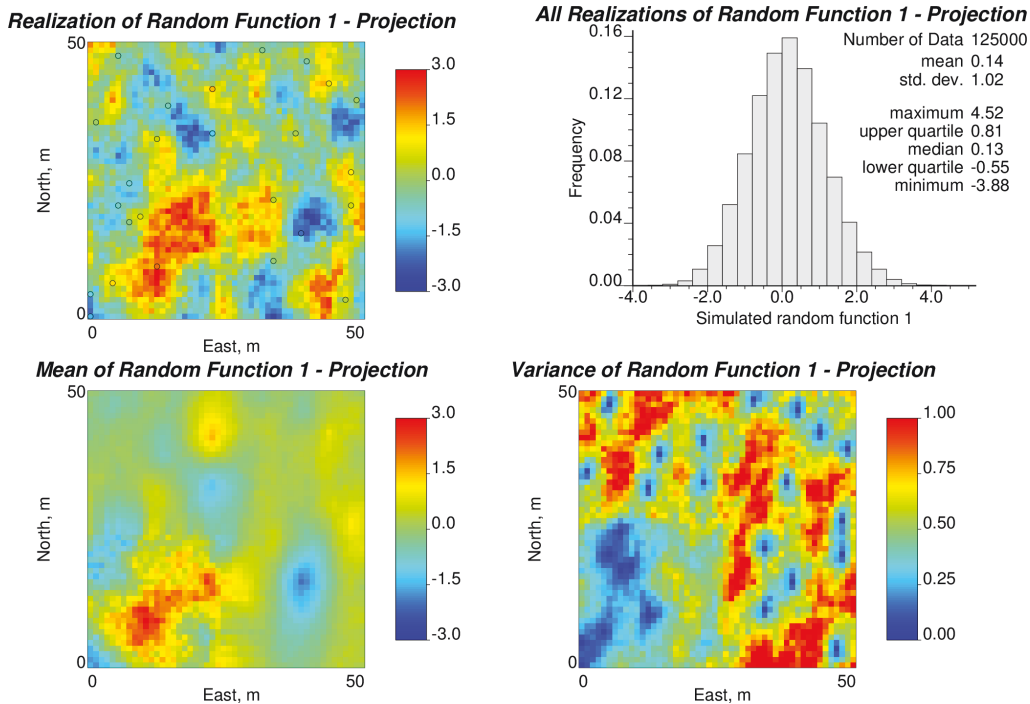 Realization of Random Function 1 - Projection
50
North, m
0
0
50
East, m
3.0
1.5
0.0
-1.5
-3.0
All Realizations of Random Function 1 - Projection
Frequency
0.16
0.12
0.08
0.04
0.00
-4.0 -2.0 0.0 2.0 4.0
Simulated random function 1
Number of Data 125000
mean 0.14
std. dev. 1.02
maximum 4.52
upper quartile 0.81
median 0.13
lower quartile -0.55
minimum -3.88
Mean of Random Function 1 - Projection
50
North, m
0
0
50
East, m
3.0
1.5
0.0
-1.5
-3.0
Variance of Random Function 1 - Projection
50
North, m
0
0
50
East, m
1.00
0.75
0.50
0.25
0.00